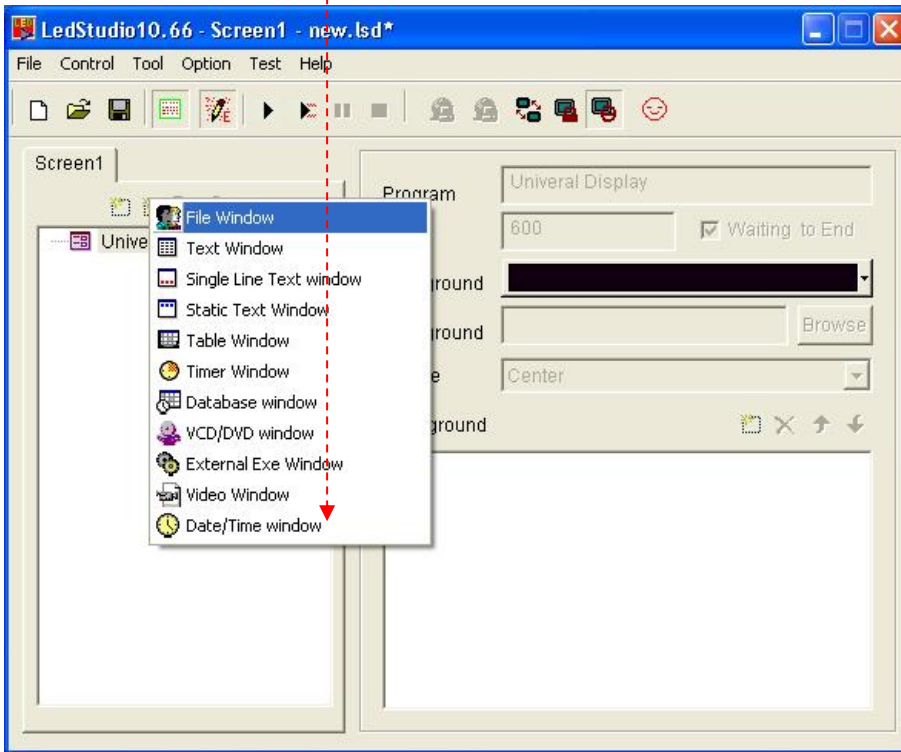 LedStudio10.66 - Screen1 - new.lsd*
File Control Tool Option Test Help
Screen1
Program
Univeral Display
600
Waiting to End
Unive
File Window
Text Window
Single Line Text window
Static Text Window
Table Window
Timer Window
Database window
VCD/DVD window
External Exe Window
Video Window
Date/Time window
round
round
Browse
e
Center
ground